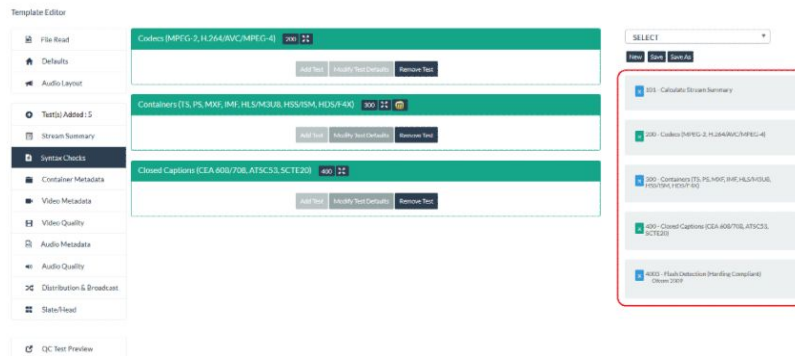 Template Editor
File Read
Defaults
Audio Layout
Test(s) Added : 5
Stream Summary
Syntax Checks
Container Metadata
Video Metadata
Video Quality
Audio Metadata
Audio Quality
Distribution & Broadcast
Slate/Head
QC Test Preview
Codecs (MPEG-2, H.264/AVC/MPEG-4) 200
Add Test Modify Test Defaults Remove Test
Containers (TS, PS, MXF, IMF, HLS/M3U8, HSS/ISM, HDS/F4X) 300
Add Test Modify Test Defaults Remove Test
Closed Captions (CEA 608/708, ATSC53, SCTE20) 400
Add Test Modify Test Defaults Remove Test
SELECT
New Save Save As
101 - Calculate Stream Summary
200 - Codecs (MPEG-2, H.264/AVC/MPEG-4)
300 - Containers (TS, PS, MXF, IMF, HLS/M3U8,
HSS/ISM, HDS/F4X)
400 - Closed Captions (CEA 608/708, ATSC53,
SCTE20)
4003 - Flash Detection (Harding Compliant)
Ofcom 2009